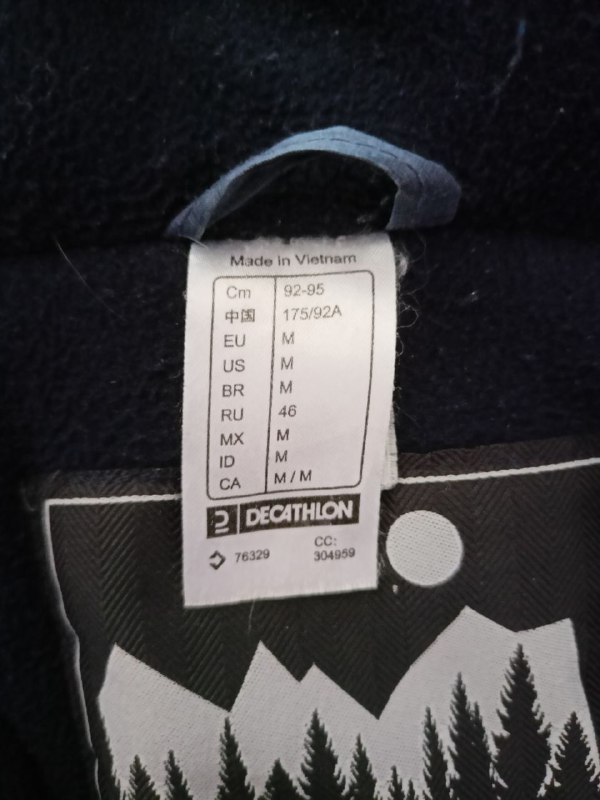 Made in Vietnam
Cm 92-95
中国 175/92A
EU M
US M
BR M
RU 46
MX M
ID M
CA M / M
DECATHLON
76329 CC: 304959